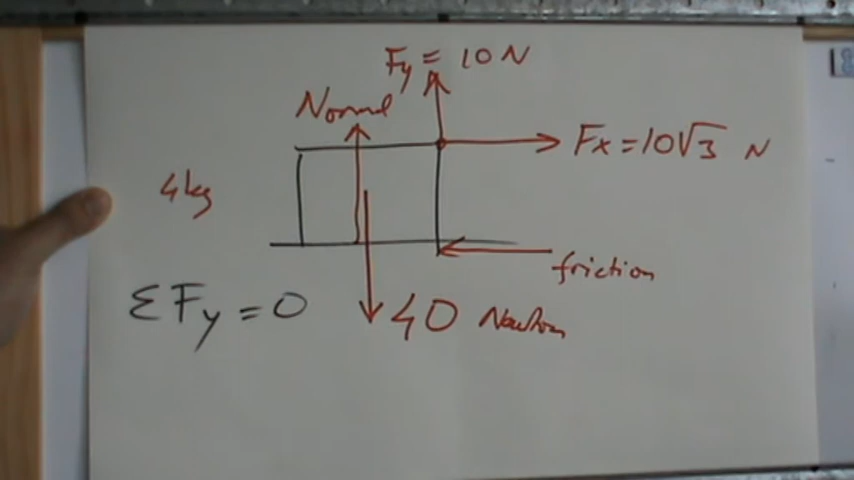 Fy = 10 N
Normal
Fx = 10√3 N
4kg
friction
ΣFy = 0
40 Newton